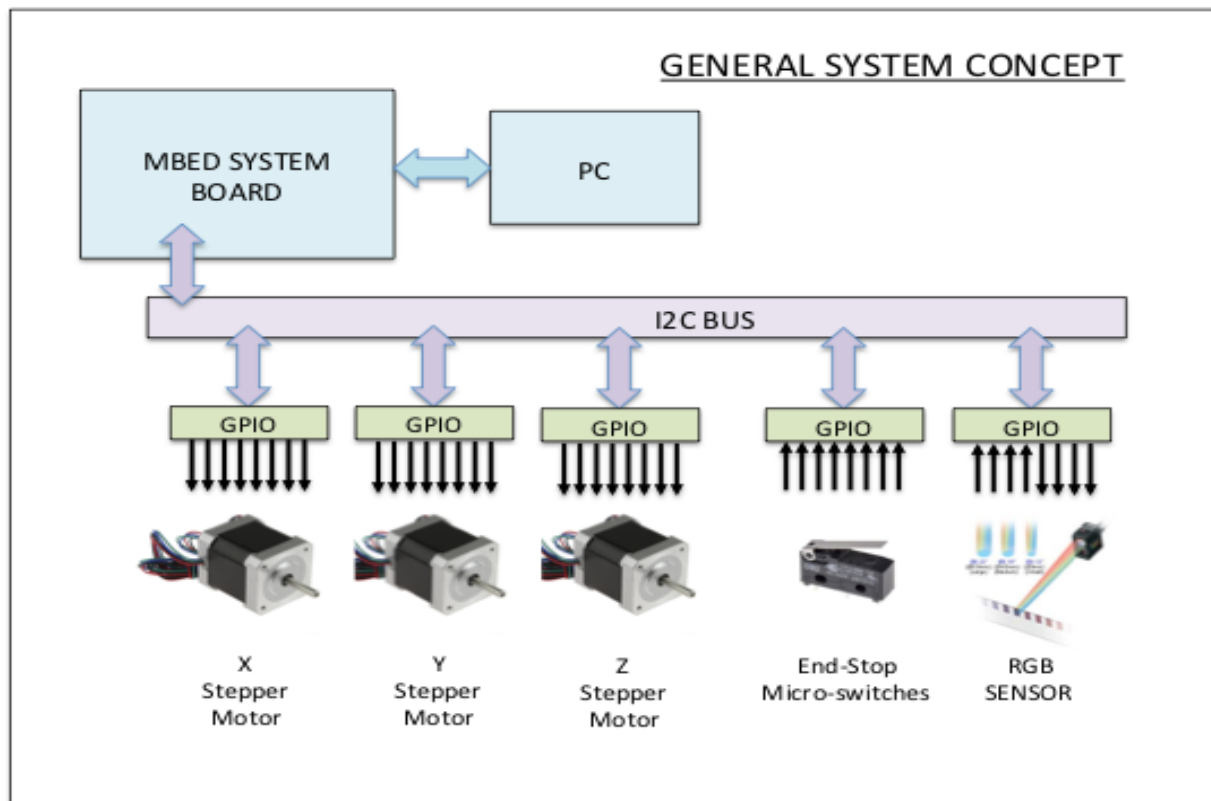 GENERAL SYSTEM CONCEPT
MBED SYSTEM
BOARD
PC
I2C BUS
GPIO
GPIO
GPIO
GPIO
GPIO
X
Stepper
Motor
Y
Stepper
Motor
Z
Stepper
Motor
End-Stop
Micro-switches
RGB
SENSOR